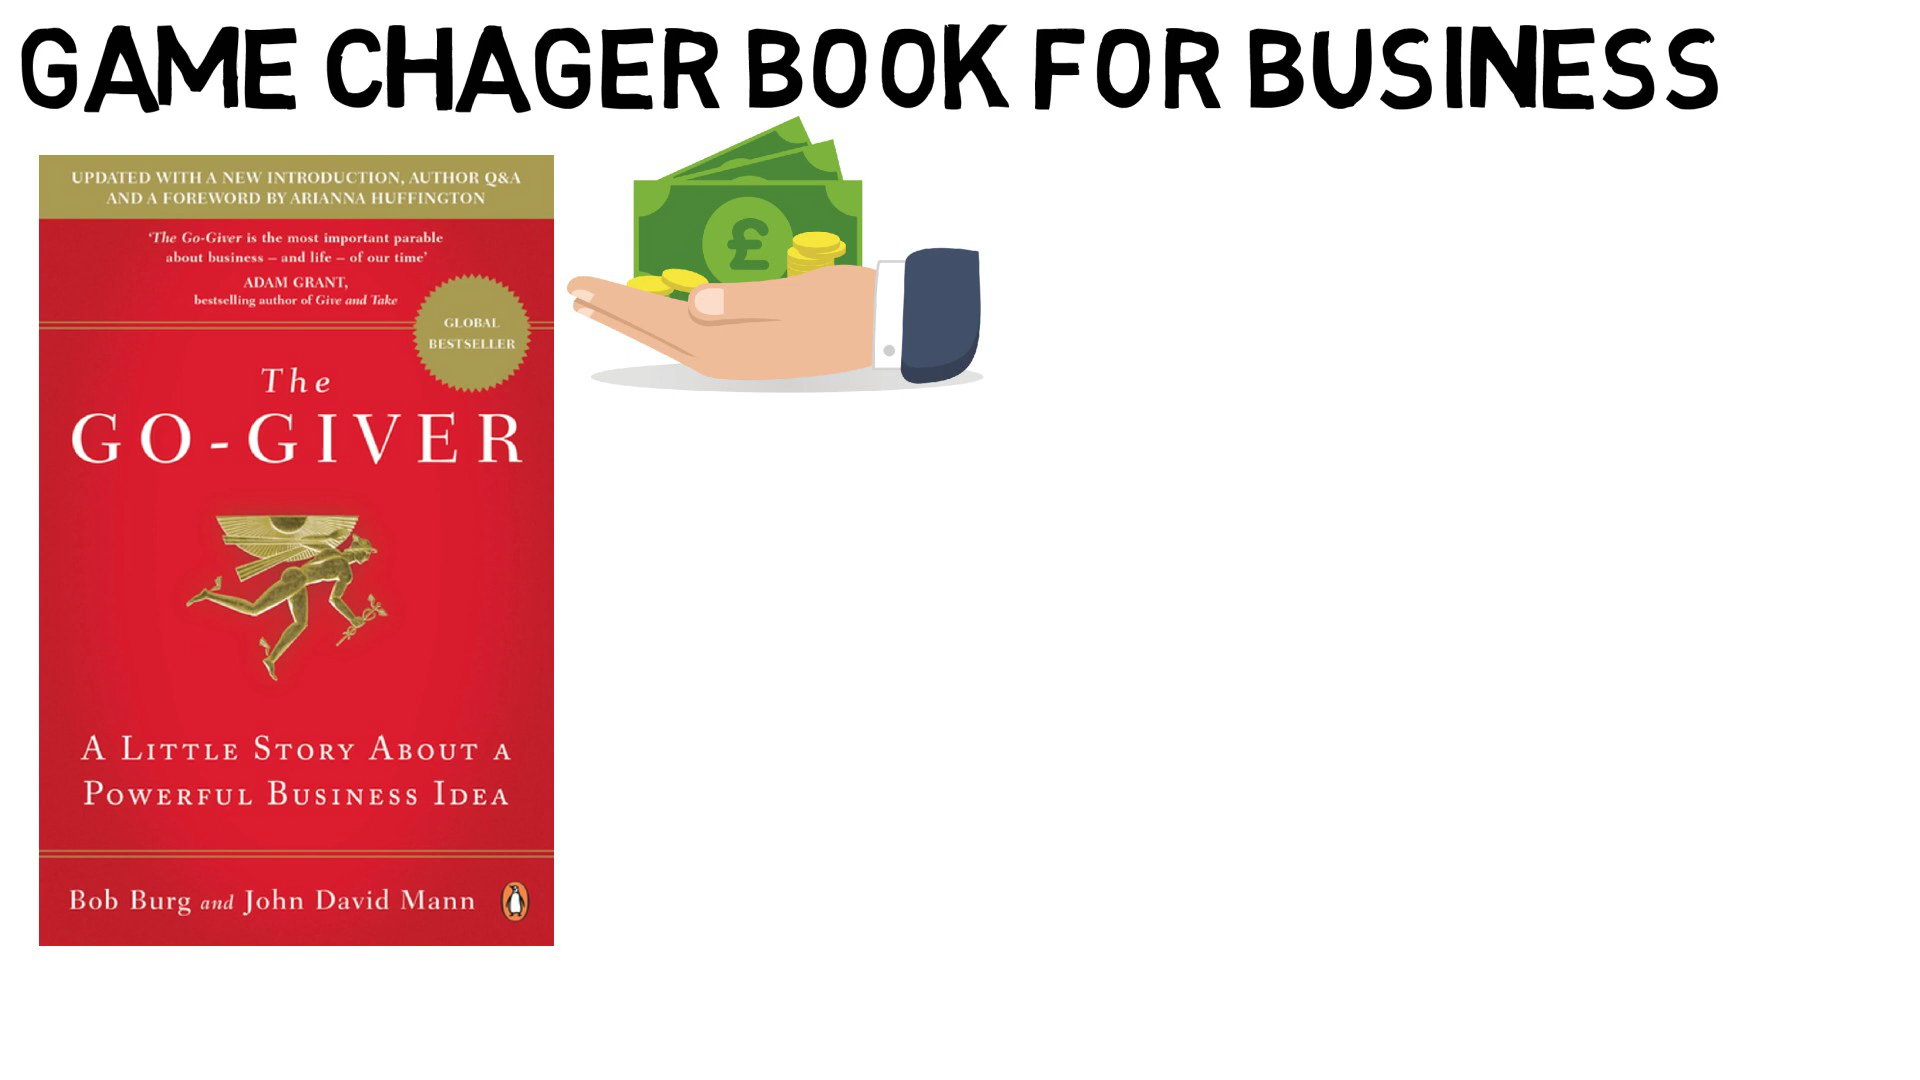 GAME CHAGER BOOK FOR BUSINESS
UPDATED WITH A NEW INTRODUCTION, AUTHOR Q&A
AND A FOREWORD BY ARIANNA HUFFINGTON
'The Go-Giver is the most important parable
about business – and life – of our time'
ADAM GRANT,
bestselling author of Give and Take
GLOBAL
BESTSELLER
The
GO-GIVER
A LITTLE STORY ABOUT A
POWERFUL BUSINESS IDEA
Bob Burg and John David Mann
£